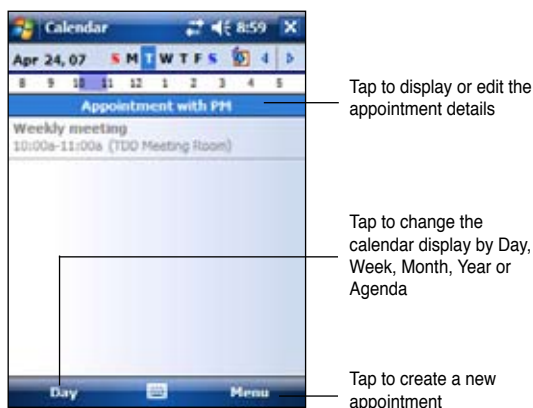 Calendar 8:59
Apr 24, 07 S M T W T F S
8 9 10 11 12 1 2 3 4 5
Appointment with PM
Weekly meeting
10:00a-11:00a (TDD Meeting Room)
Day Menu
Tap to display or edit the
appointment details
Tap to change the
calendar display by Day,
Week, Month, Year or
Agenda
Tap to create a new
appointment